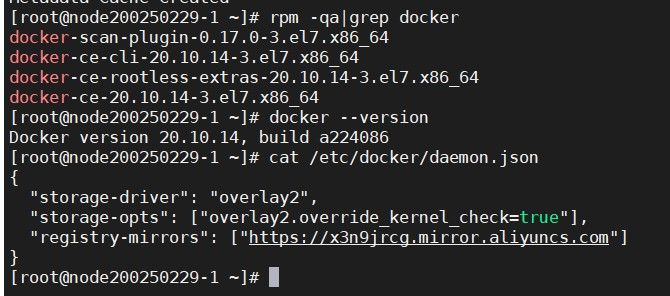 Metadata Cache Created
[root@node200250229-1 ~]# rpm -qa|grep docker
docker-scan-plugin-0.17.0-3.el7.x86_64
docker-ce-cli-20.10.14-3.el7.x86_64
docker-ce-rootless-extras-20.10.14-3.el7.x86_64
docker-ce-20.10.14-3.el7.x86_64
[root@node200250229-1 ~]# docker --version
Docker version 20.10.14, build a224086
[root@node200250229-1 ~]# cat /etc/docker/daemon.json
{
  "storage-driver": "overlay2",
  "storage-opts": ["overlay2.override_kernel_check=true"],
  "registry-mirrors": ["https://x3n9jrcg.mirror.aliyuncs.com"]
}
[root@node200250229-1 ~]#